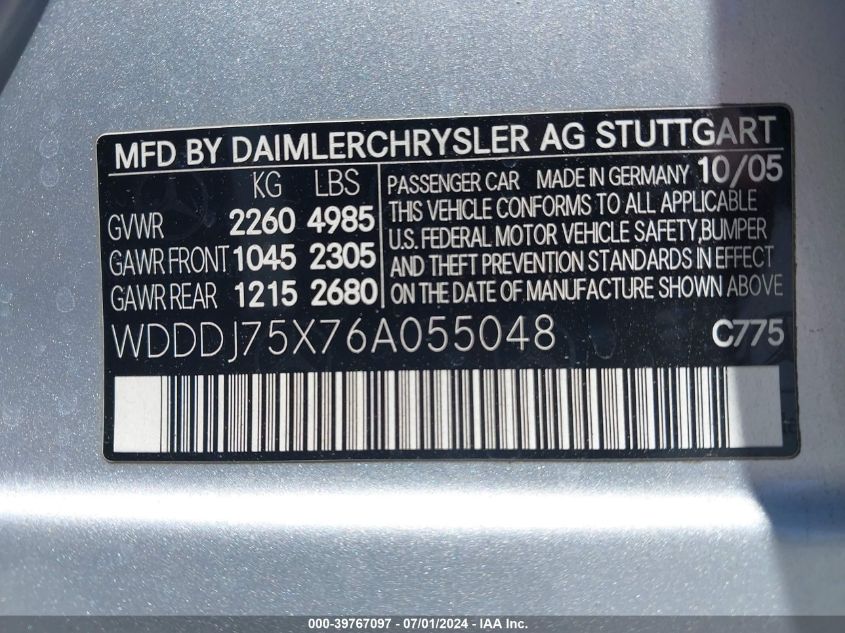 MFD BY DAIMLERCHRYSLER AG STUTTGART
KG LBS
GVWR 2260 4985
GAWR FRONT 1045 2305
GAWR REAR 1215 2680
PASSENGER CAR MADE IN GERMANY 10/05
THIS VEHICLE CONFORMS TO ALL APPLICABLE
U.S. FEDERAL MOTOR VEHICLE SAFETY,BUMPER
AND THEFT PREVENTION STANDARDS IN EFFECT
ON THE DATE OF MANUFACTURE SHOWN ABOVE
WDDDJ75X76A055048 C775
000-39767097 - 07/01/2024 - IAA Inc.